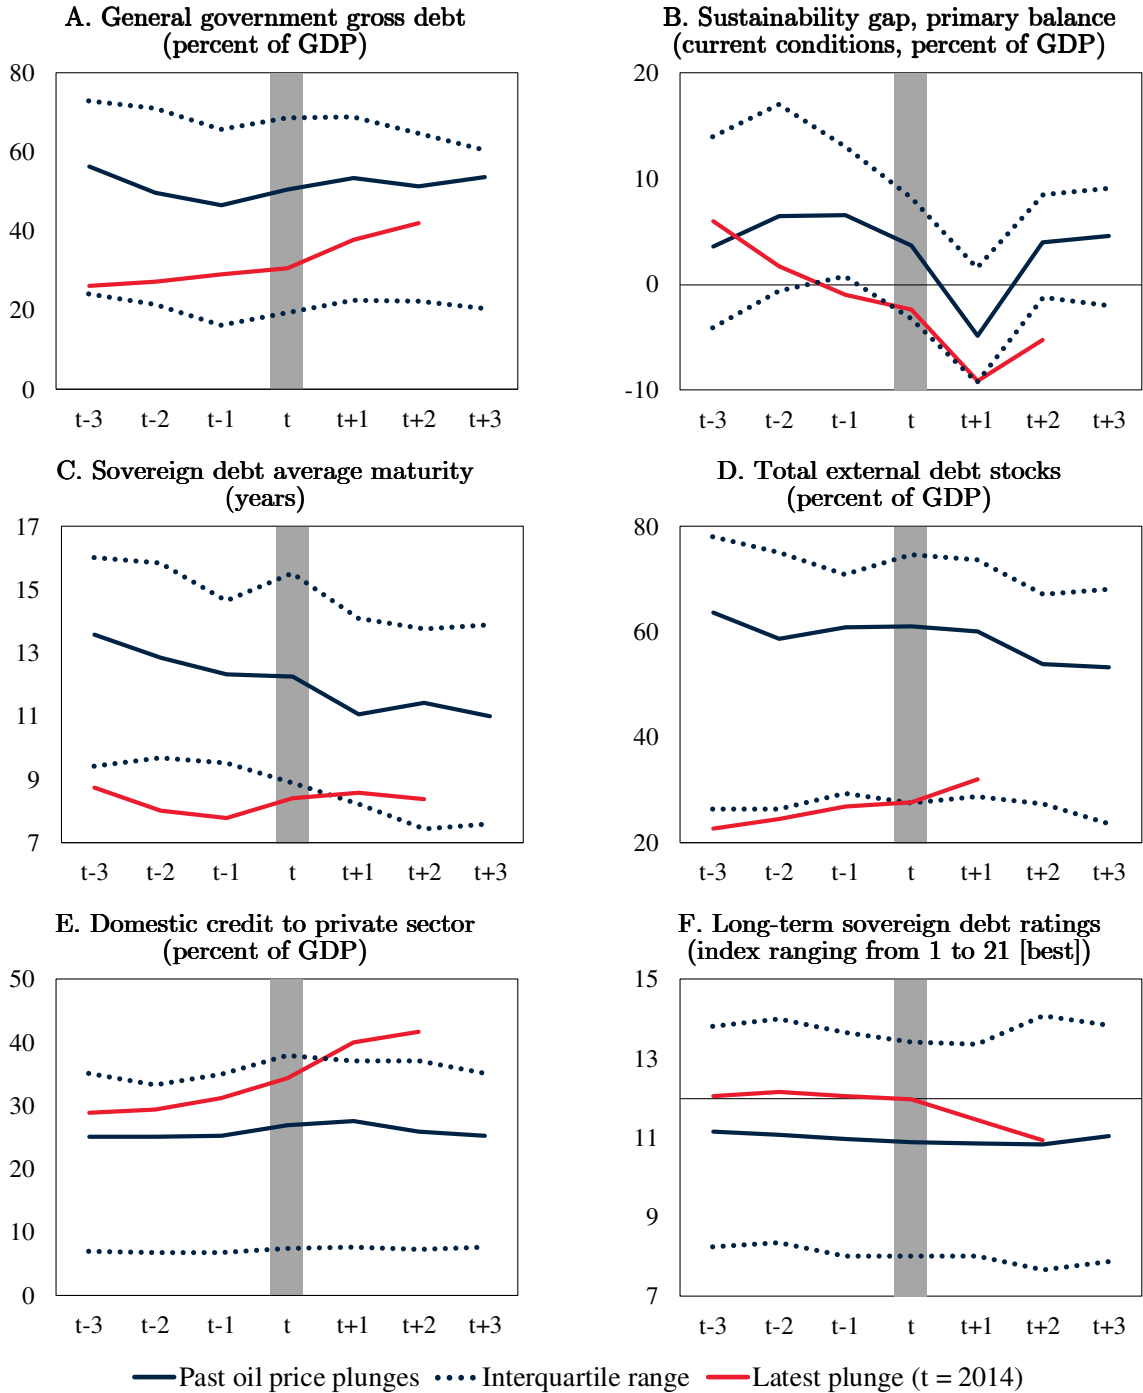 A. General government gross debt
(percent of GDP)
80
60
40
20
0
t-3 t-2 t-1 t t+1 t+2 t+3
B. Sustainability gap, primary balance
(current conditions, percent of GDP)
20
10
0
-10
t-3 t-2 t-1 t t+1 t+2 t+3
C. Sovereign debt average maturity
(years)
17
15
13
11
9
7
t-3 t-2 t-1 t t+1 t+2 t+3
D. Total external debt stocks
(percent of GDP)
80
60
40
20
t-3 t-2 t-1 t t+1 t+2 t+3
E. Domestic credit to private sector
(percent of GDP)
50
40
30
20
10
0
t-3 t-2 t-1 t t+1 t+2 t+3
F. Long-term sovereign debt ratings
(index ranging from 1 to 21 [best])
15
13
11
9
7
t-3 t-2 t-1 t t+1 t+2 t+3
Past oil price plunges Interquartile range Latest plunge (t = 2014)